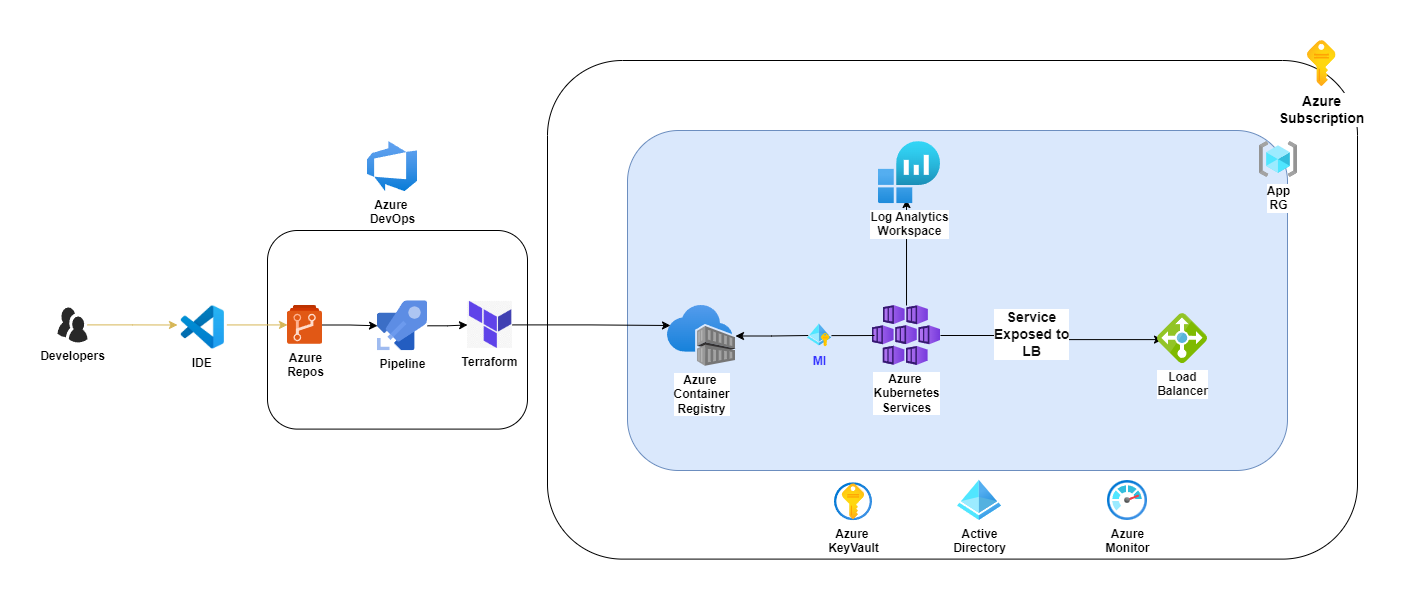 Azure
Subscription
Azure
DevOps
App
RG
Log Analytics
Workspace
Developers
IDE
Azure
Repos
Pipeline
Terraform
Azure
Container
Registry
MI
Azure
Kubernetes
Services
Service
Exposed to
LB
Load
Balancer
Azure
KeyVault
Active
Directory
Azure
Monitor